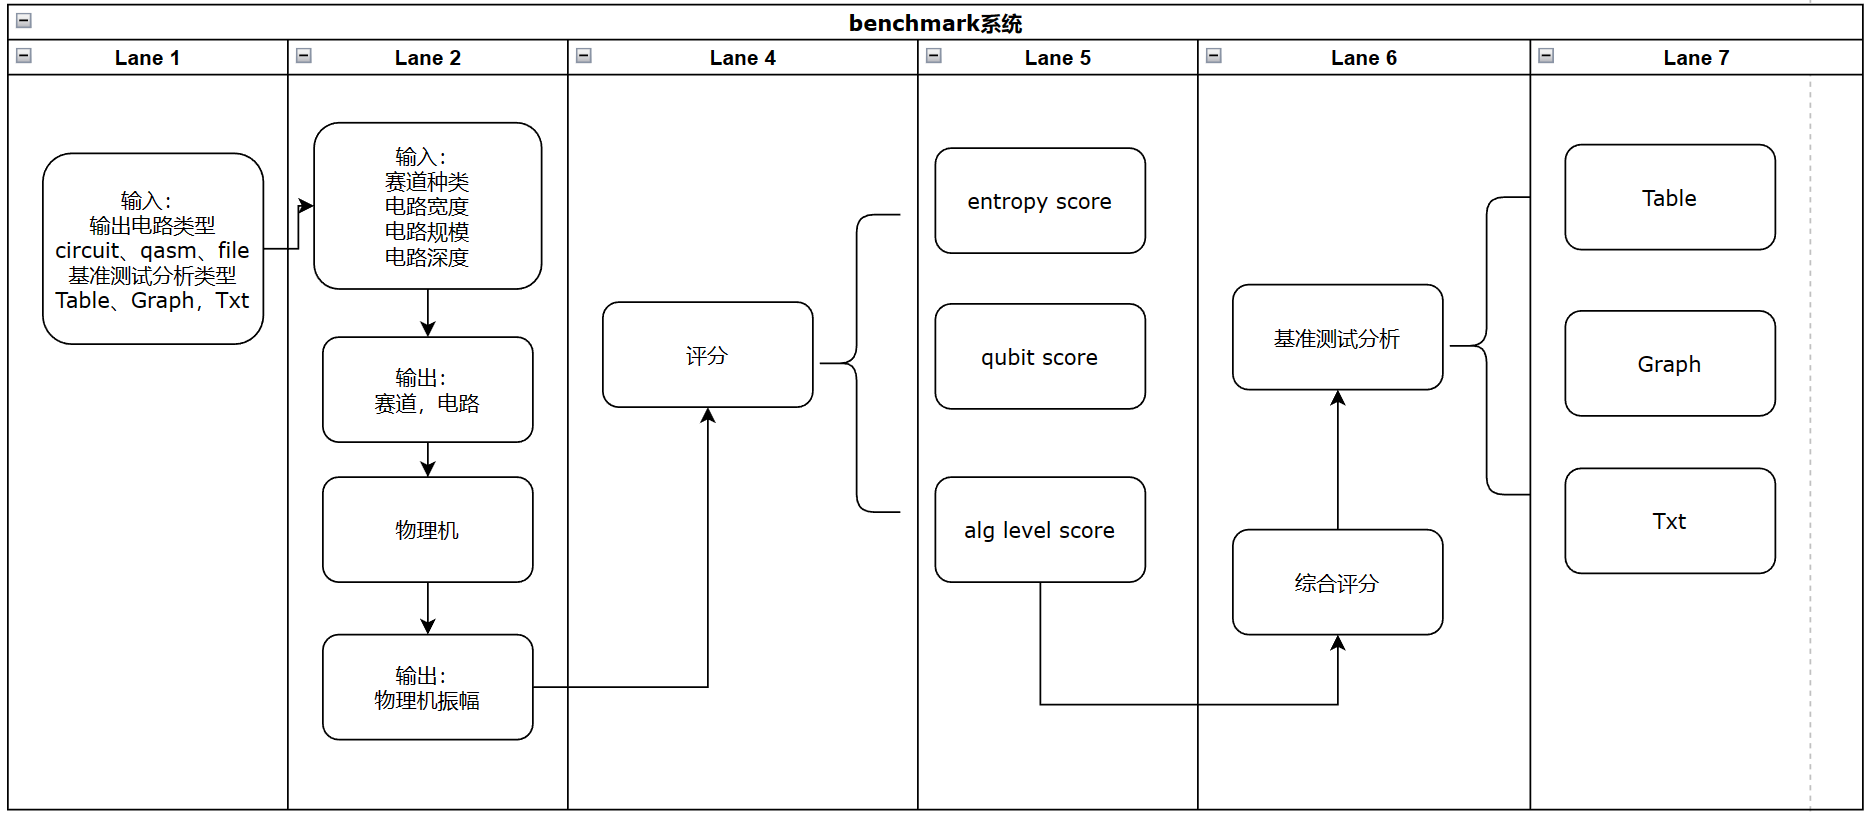 benchmark系统
Lane 1
Lane 2
Lane 4
Lane 5
Lane 6
Lane 7
输入：
输出电路类型
circuit、qasm、file
基准测试分析类型
Table、Graph，Txt
输入：
赛道种类
电路宽度
电路规模
电路深度
输出：
赛道，电路
物理机
输出：
物理机振幅
评分
entropy score
qubit score
alg level score
基准测试分析
综合评分
Table
Graph
Txt